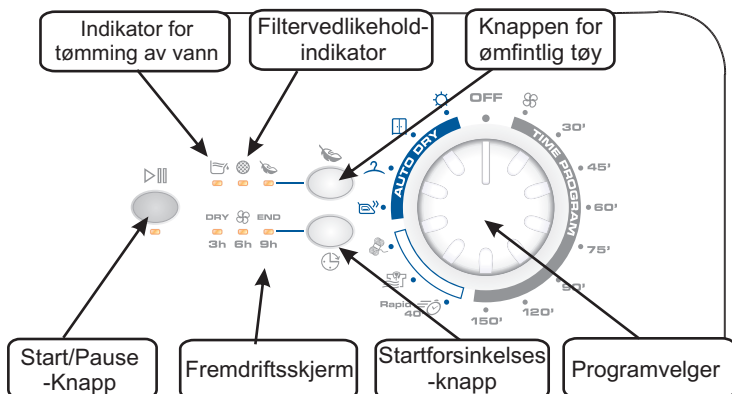 Indikator for
tømming av vann
Filtervedlikehold-
indikator
Knappen for
ømfintlig tøy
OFF
AUTO DRY
TIME PROGRAM
30'
45'
60'
75'
90'
120'
150'
Rapid
40'
DRY END
3h 6h 9h
Start/Pause
-Knapp
Fremdriftsskjerm
Startforsinkelses
-knapp
Programvelger